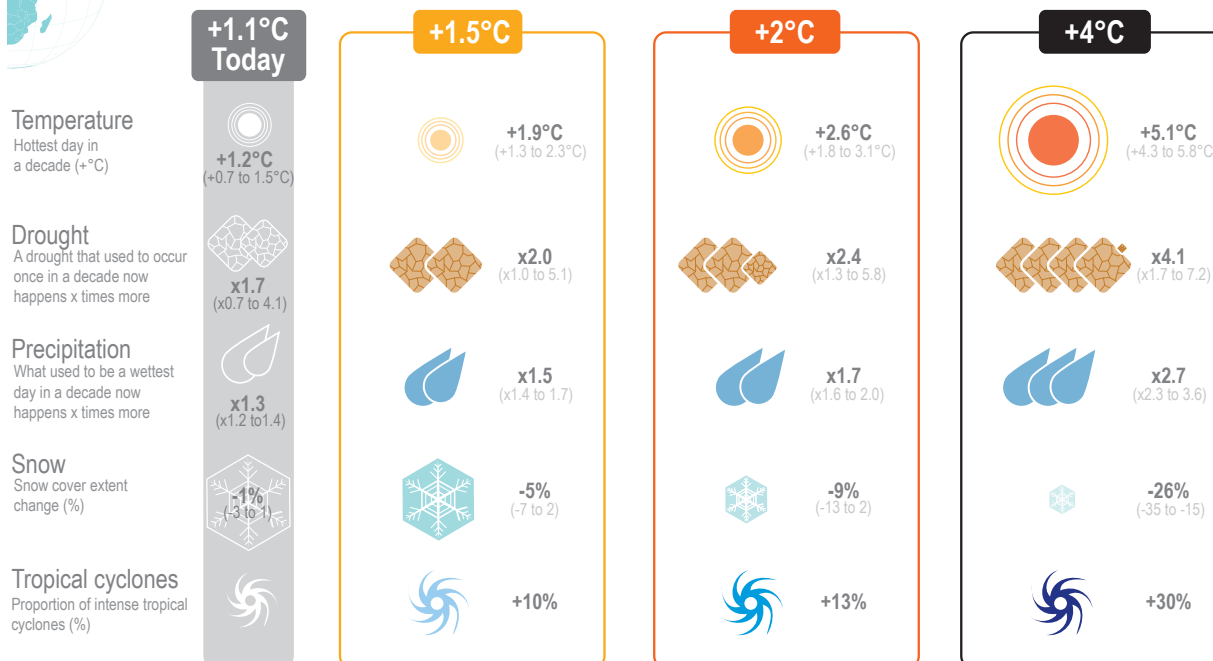 +1.1°C
Today
+1.5°C
+2°C
+4°C
Temperature
Hottest day in
a decade (+°C)
+1.2°C
(+0.7 to 1.5°C)
+1.9°C
(+1.3 to 2.3°C)
+2.6°C
(+1.8 to 3.1°C)
+5.1°C
(+4.3 to 5.8°C
Drought
A drought that used to occur
once in a decade now
happens x times more
x1.7
(x0.7 to 4.1)
x2.0
(x1.0 to 5.1)
x2.4
(x1.3 to 5.8)
x4.1
(x1.7 to 7.2)
Precipitation
What used to be a wettest
day in a decade now
happens x times more
x1.3
(x1.2 to1.4)
x1.5
(x1.4 to 1.7)
x1.7
(x1.6 to 2.0)
x2.7
(x2.3 to 3.6)
Snow
Snow cover extent
change (%)
-1%
(-3 to 1)
-5%
(-7 to 2)
-9%
(-13 to 2)
-26%
(-35 to -15)
Tropical cyclones
Proportion of intense tropical
cyclones (%)
+10%
+13%
+30%